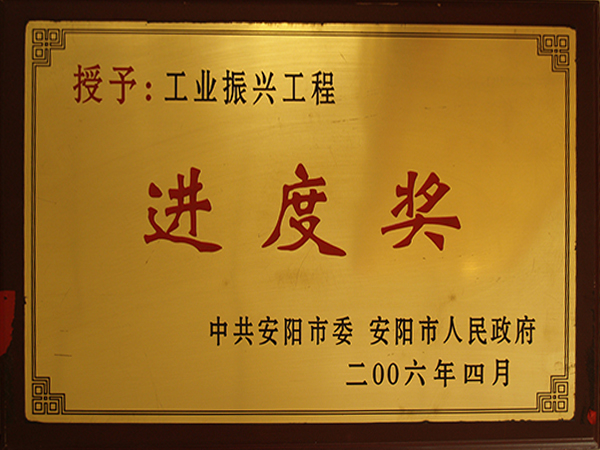 授予:工业振兴工程
进度奖
中共安阳市委 安阳市人民政府
二00六年四月